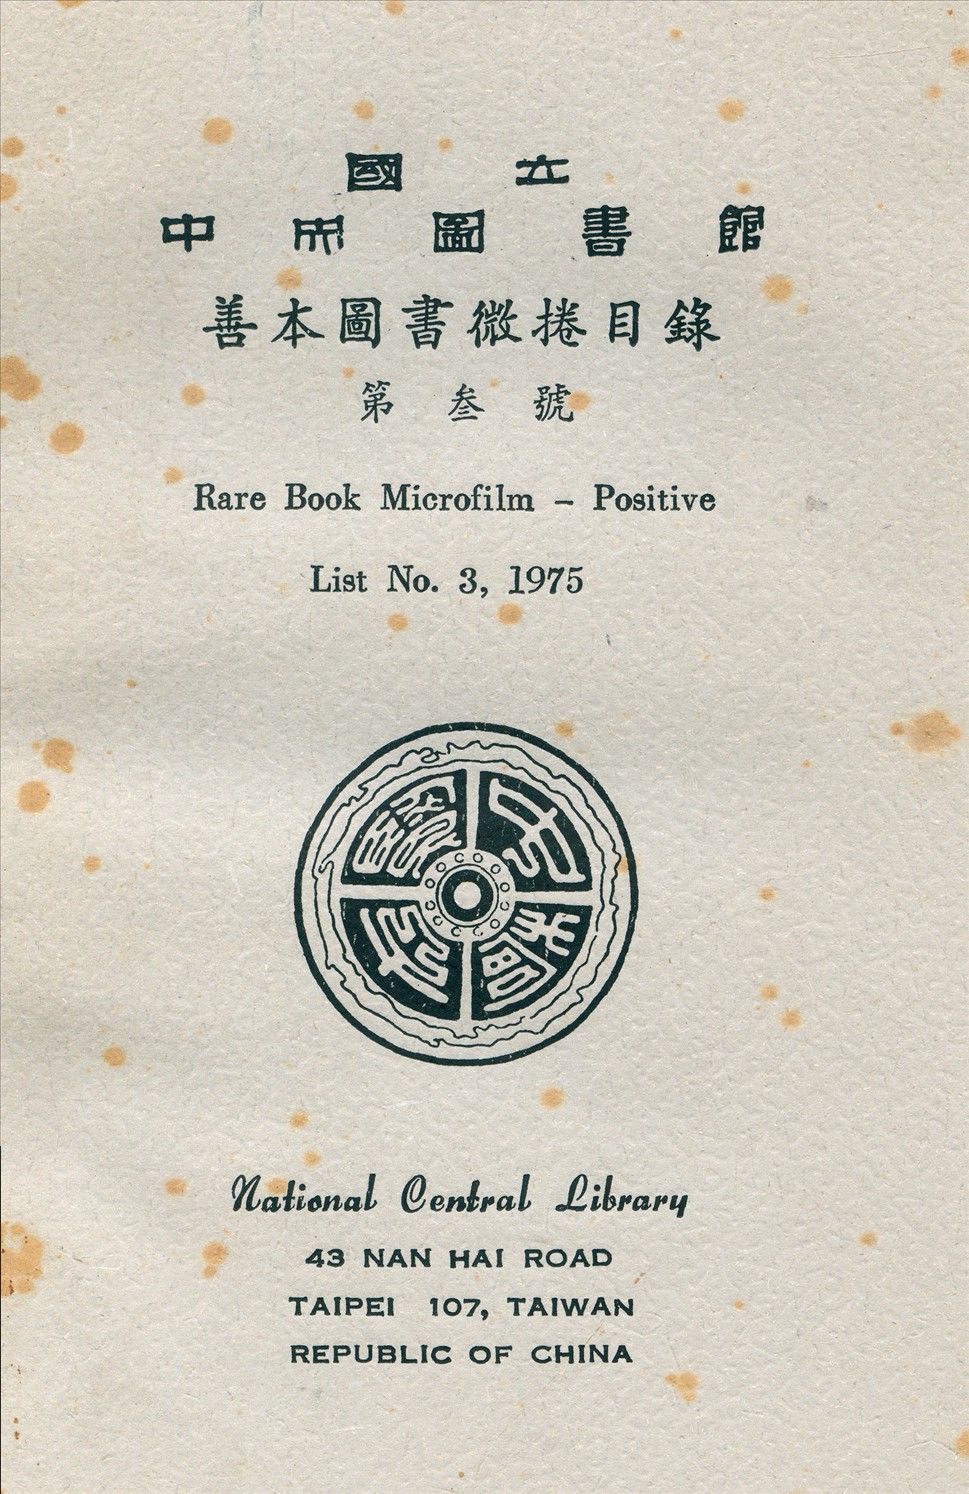 國立
中央圖書館
善本圖書微捲目錄
第叁號
Rare Book Microfilm – Positive
List No. 3, 1975
National Central Library
43 NAN HAI ROAD
TAIPEI 107, TAIWAN
REPUBLIC OF CHINA